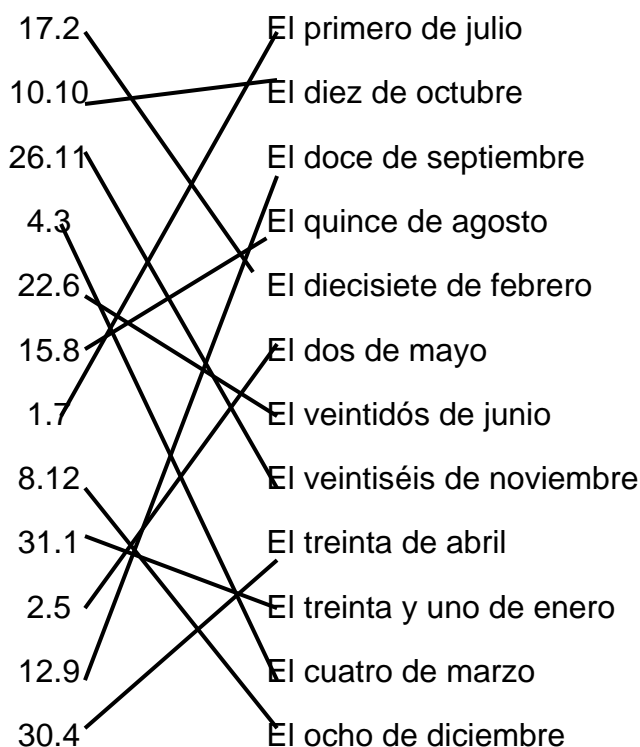 17.2 El primero de julio
10.10 El diez de octubre
26.11 El doce de septiembre
4.3 El quince de agosto
22.6 El diecisiete de febrero
15.8 El dos de mayo
1.7 El veintidós de junio
8.12 El veintiséis de noviembre
31.1 El treinta de abril
2.5 El treinta y uno de enero
12.9 El cuatro de marzo
30.4 El ocho de diciembre